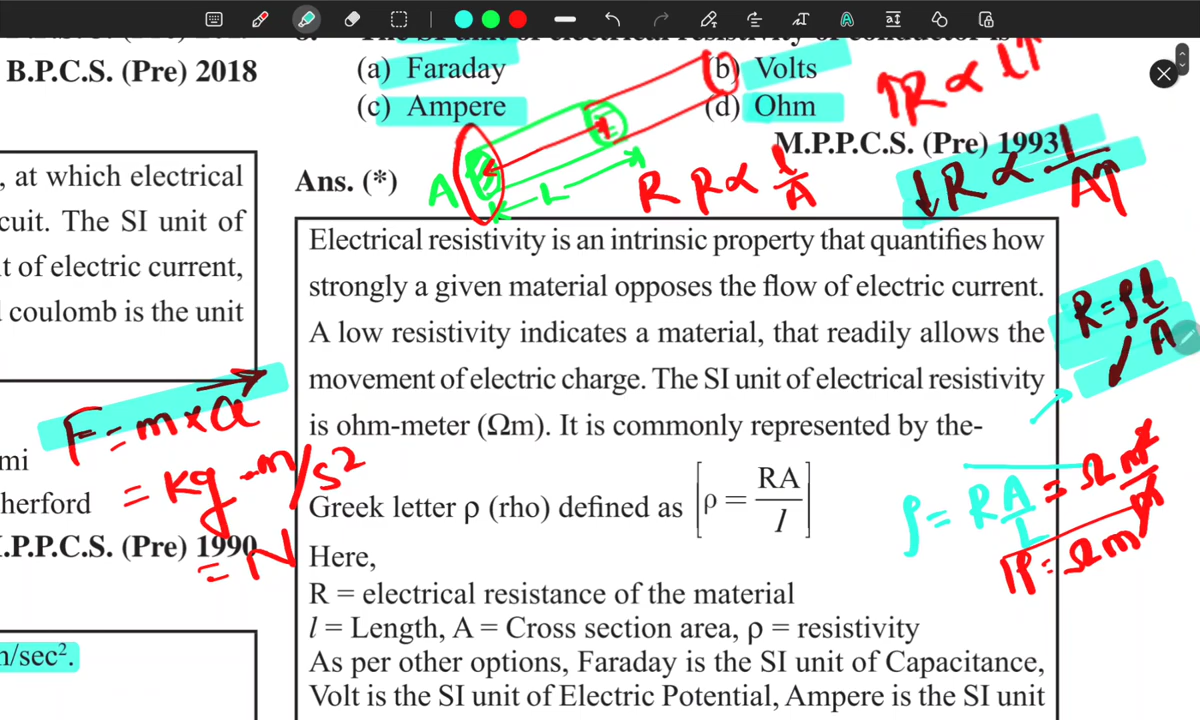 B.P.C.S. (Pre) 2018
, at which electrical
cuit. The SI unit of
t of electric current,
coulomb is the unit
F = m × a
= kg-m/s²
= N
mi
herford
.P.P.C.S. (Pre) 1990
n/sec².
(a) Faraday
(b) Volts
(c) Ampere
(d) Ohm
M.P.P.C.S. (Pre) 1993
Ans. (*)
A
L
R R ∝ l/A
↑R ∝ l↑
↓R ∝ 1/A↑
Electrical resistivity is an intrinsic property that quantifies how
strongly a given material opposes the flow of electric current.
A low resistivity indicates a material, that readily allows the
movement of electric charge. The SI unit of electrical resistivity
is ohm-meter (Ωm). It is commonly represented by the-
Greek letter ρ (rho) defined as [ρ = RA/l]
Here,
R = electrical resistance of the material
l = Length, A = Cross section area, ρ = resistivity
As per other options, Faraday is the SI unit of Capacitance,
Volt is the SI unit of Electric Potential, Ampere is the SI unit
R = ρl/A
ρ = RA/L = Ωm²/m
ρ = Ωm